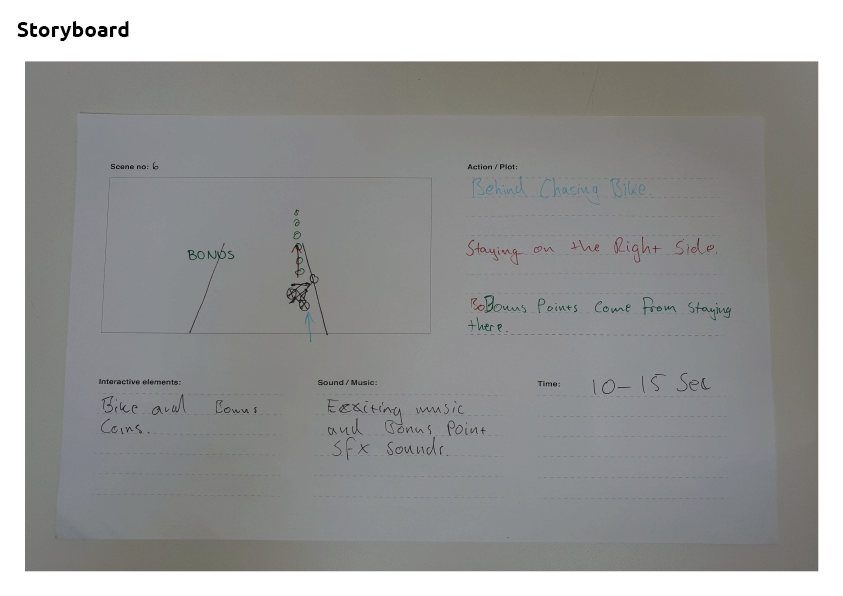 Storyboard
Scene no: 6
BONUS
Action / Plot:
Behind Chasing Bike.
Staying on the Right Side.
BoBonus Points Come From Staying
there.
Interactive elements:
Bike and Bonus
Coins.
Sound / Music:
Exciting music
and Bonus Point
Sfx Sounds.
Time: 10-15 Sec